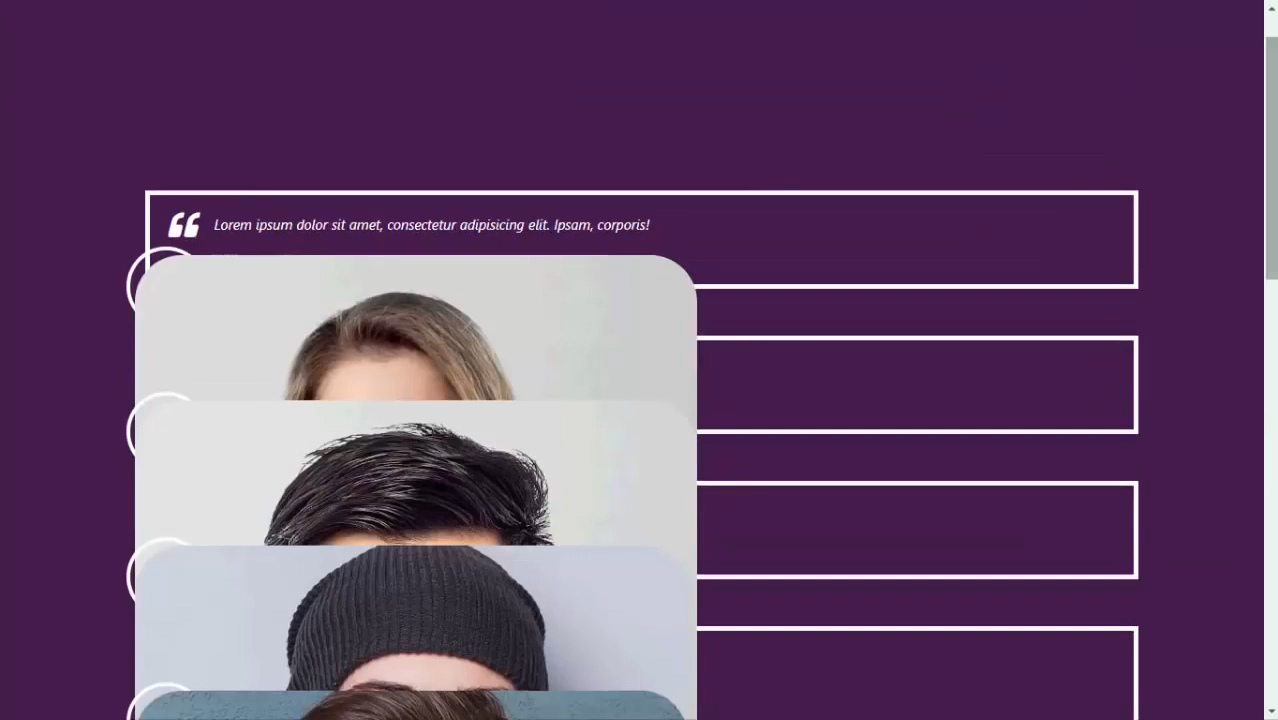 ❝ Lorem ipsum dolor sit amet, consectetur adipisicing elit. Ipsam, corporis!